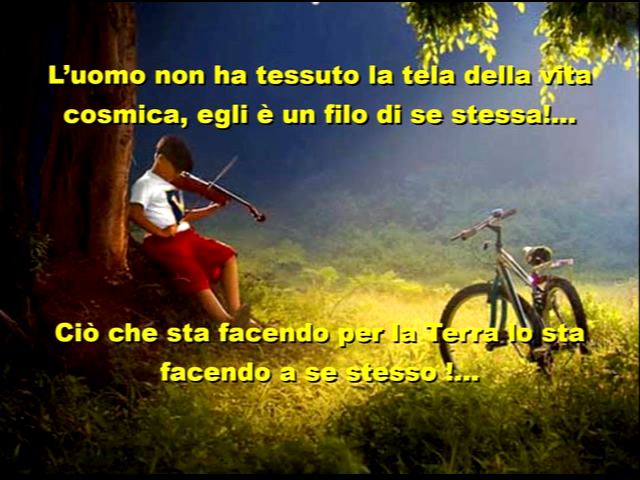 L’uomo non ha tessuto la tela della vita
cosmica, egli è un filo di se stessa!...
Ciò che sta facendo per la Terra lo sta
facendo a se stesso !...